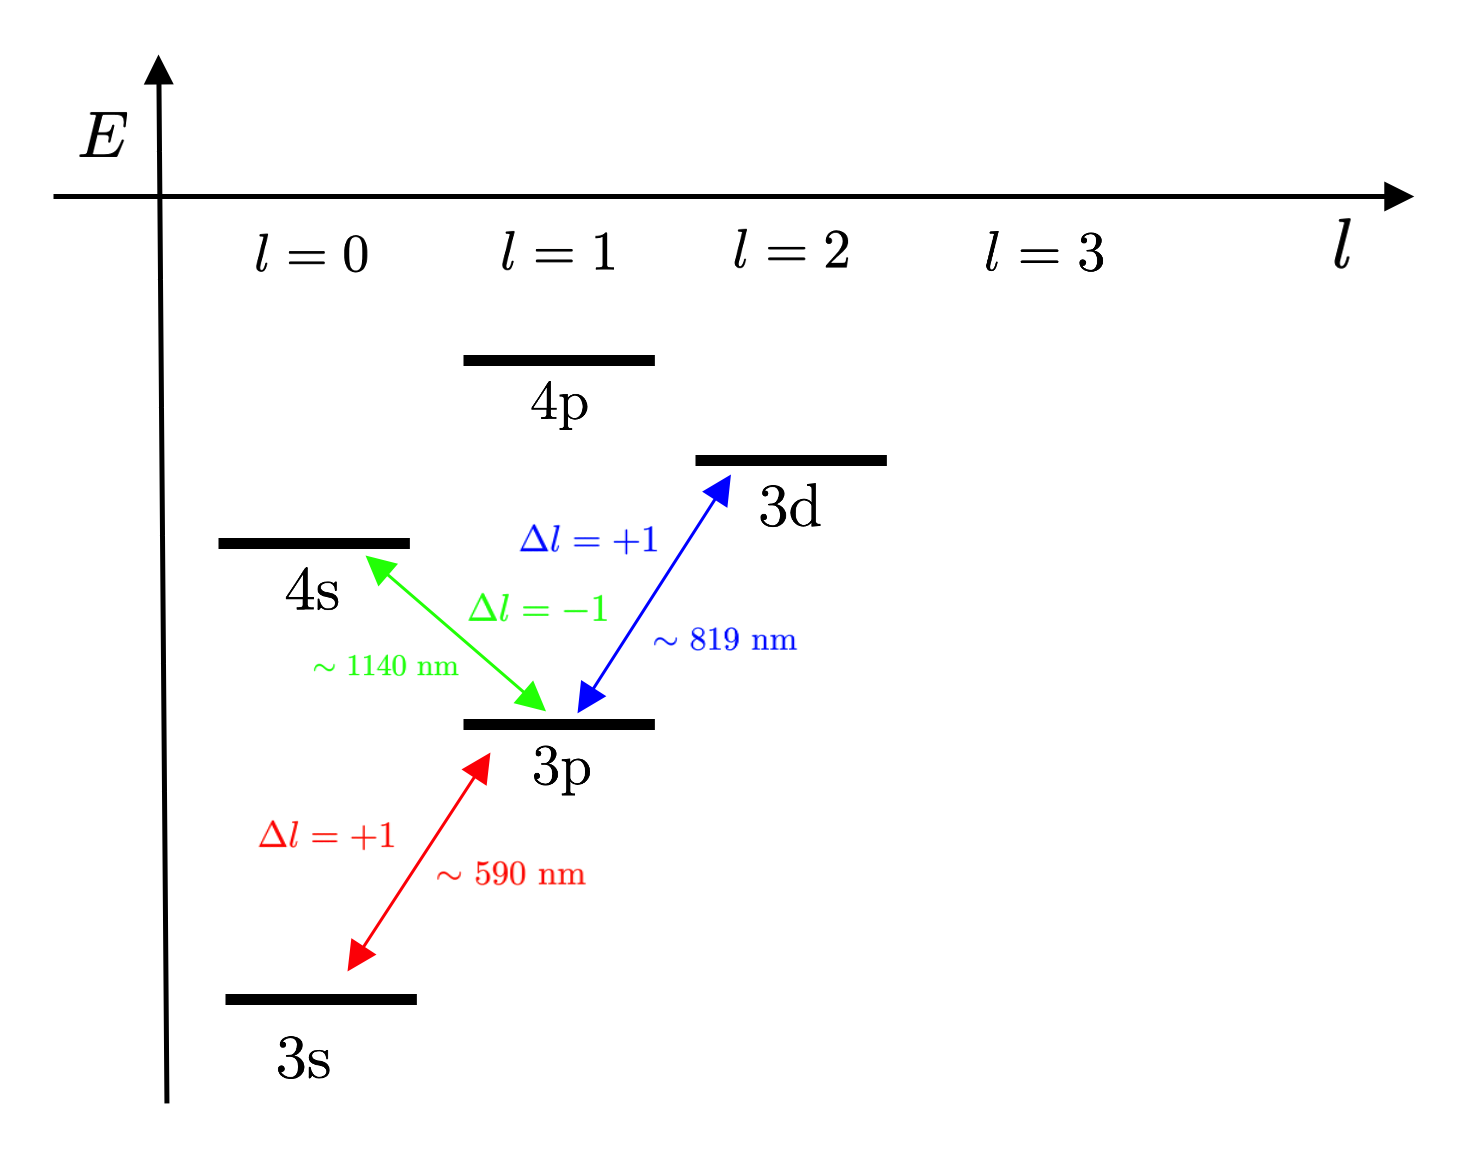 E
l = 0
l = 1
l = 2
l = 3
l
4p
3d
Δl = +1
4s
Δl = −1
∼ 819 nm
∼ 1140 nm
3p
Δl = +1
∼ 590 nm
3s